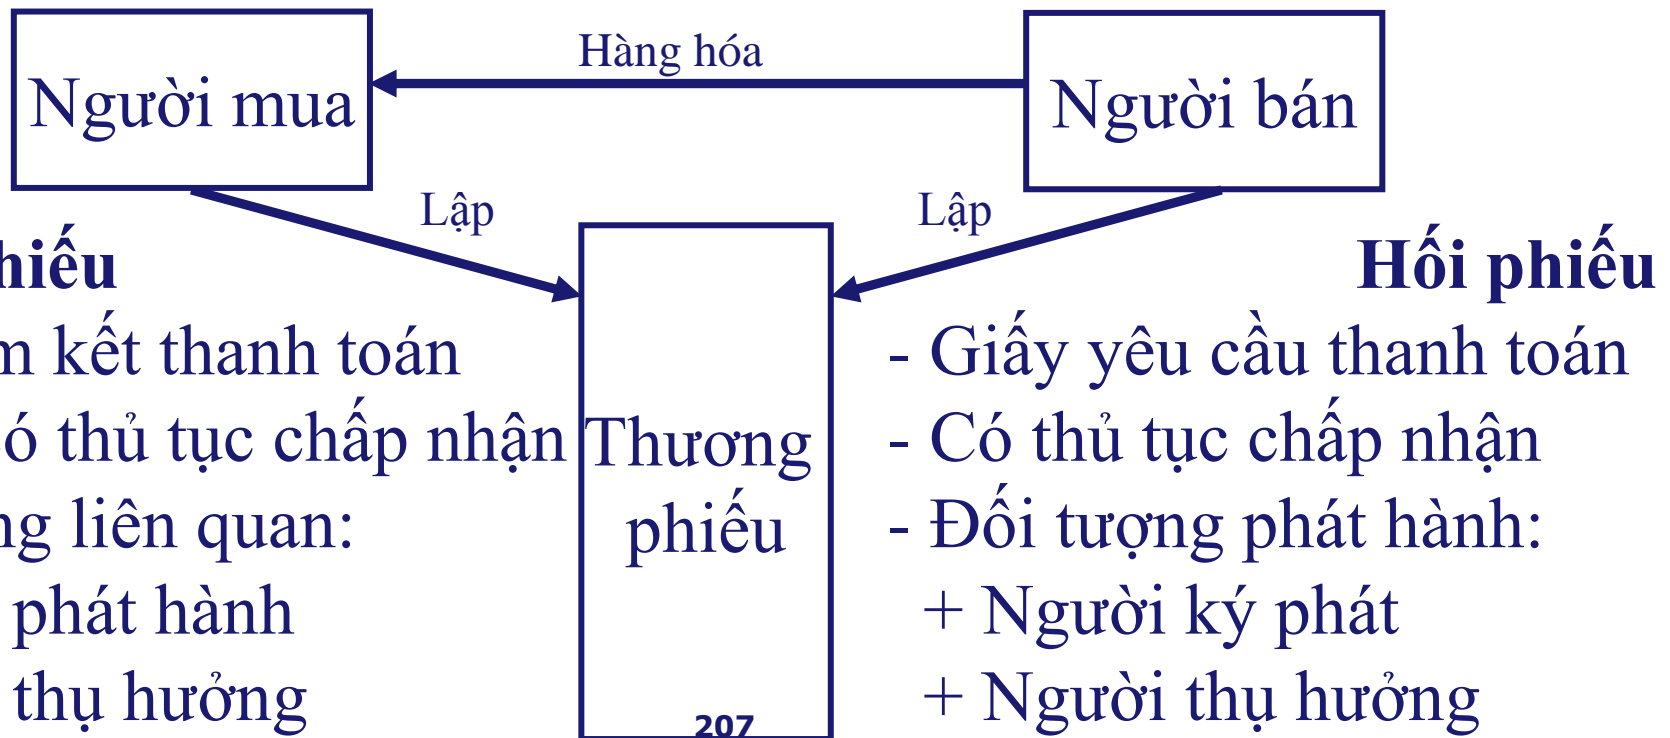 Hàng hóa
Người mua
Người bán
Lập
Lập
hiếu
m kết thanh toán
ó thủ tục chấp nhận
ng liên quan:
phát hành
thụ hưởng
Thương
phiếu
207
Hối phiếu
- Giấy yêu cầu thanh toán
- Có thủ tục chấp nhận
- Đối tượng phát hành:
+ Người ký phát
+ Người thụ hưởng